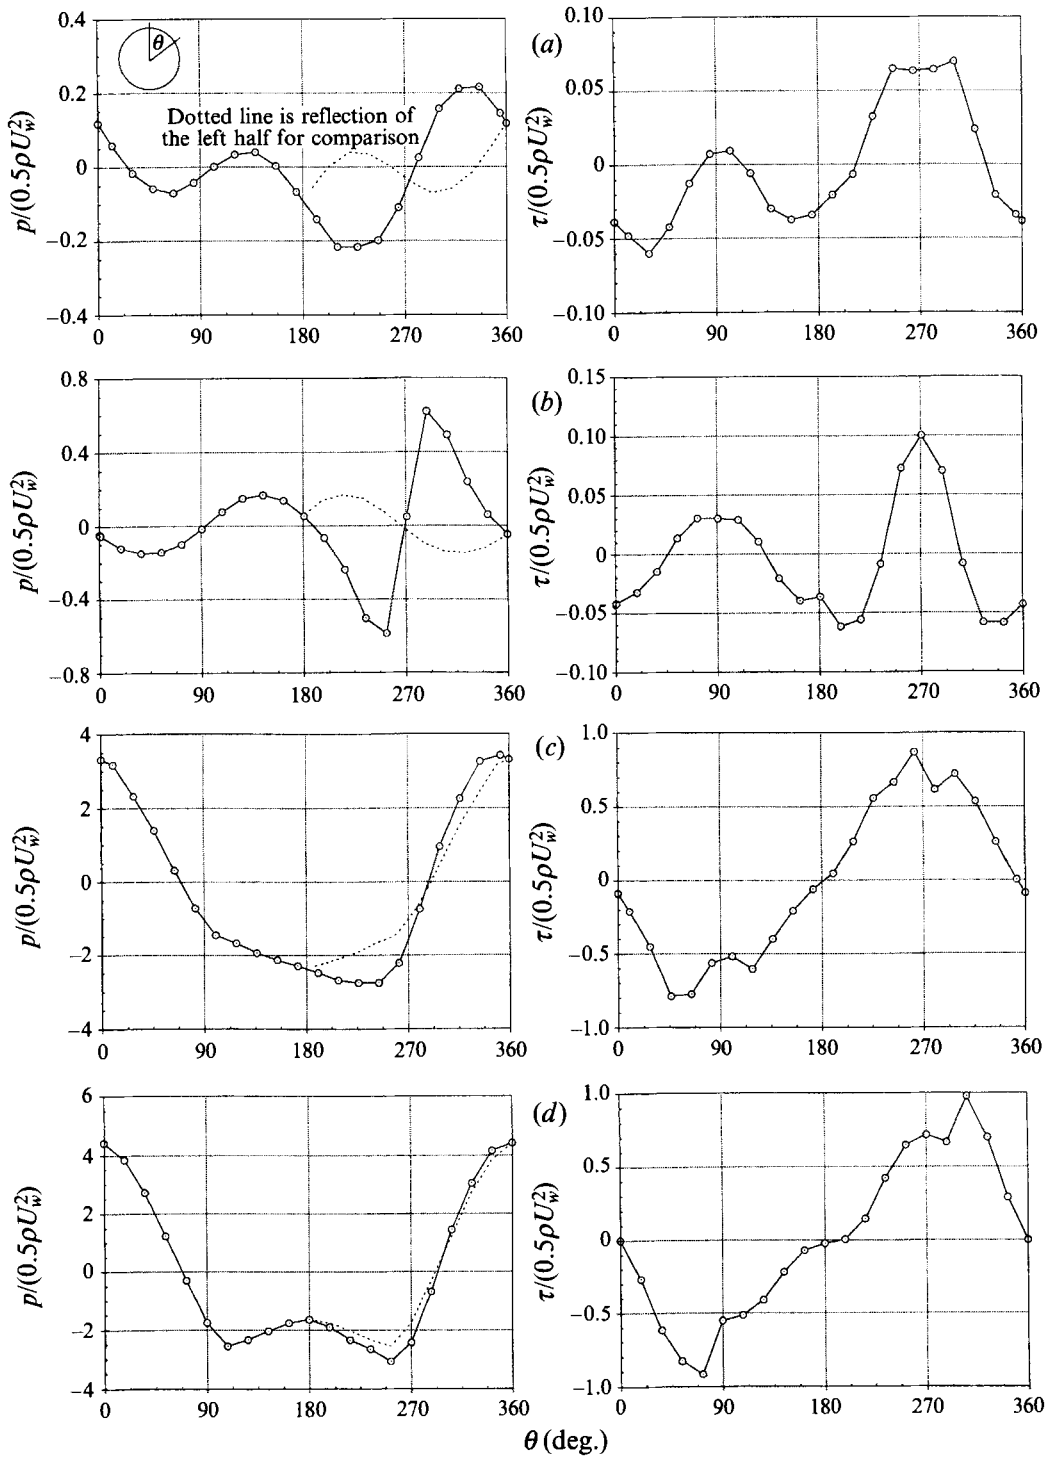 0.4
0.2
0
−0.2
−0.4
p/(0.5ρU_w^2)
θ
Dotted line is reflection of
the left half for comparison
0 90 180 270 360
(a)
0.10
0.05
0
−0.05
−0.10
τ/(0.5ρU_w^2)
0 90 180 270 360
0.8
0.4
0
−0.4
−0.8
p/(0.5ρU_w^2)
0 90 180 270 360
(b)
0.15
0.10
0.05
0
−0.05
−0.10
τ/(0.5ρU_w^2)
0 90 180 270 360
4
2
0
−2
−4
p/(0.5ρU_w^2)
0 90 180 270 360
(c)
1.0
0.5
0
−0.5
−1.0
τ/(0.5ρU_w^2)
0 90 180 270 360
6
4
2
0
−2
−4
p/(0.5ρU_w^2)
0 90 180 270 360
(d)
1.0
0.5
0
−0.5
−1.0
τ/(0.5ρU_w^2)
0 90 180 270 360
θ (deg.)